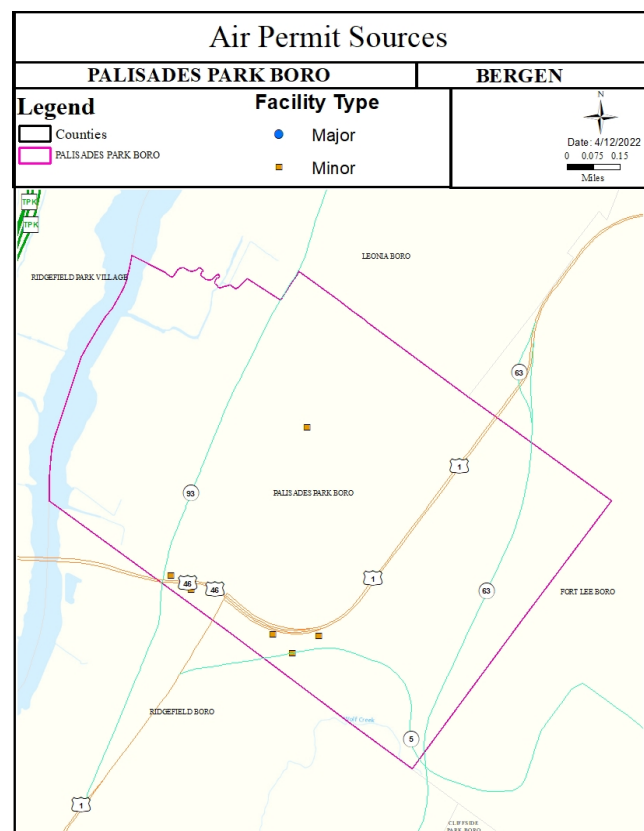 Air Permit Sources
PALISADES PARK BORO
BERGEN
Legend
Counties
PALISADES PARK BORO
Facility Type
Major
Minor
N
Date: 4/12/2022
0 0.075 0.15
Miles
TPK
TPK
LEONIA BORO
RIDGEFIELD PARK VILLAGE
63
1
93
PALISADES PARK BORO
46
46
1
63
FORT LEE BORO
RIDGEFIELD BORO
5
1
CLIFFSIDE
PARK BORO